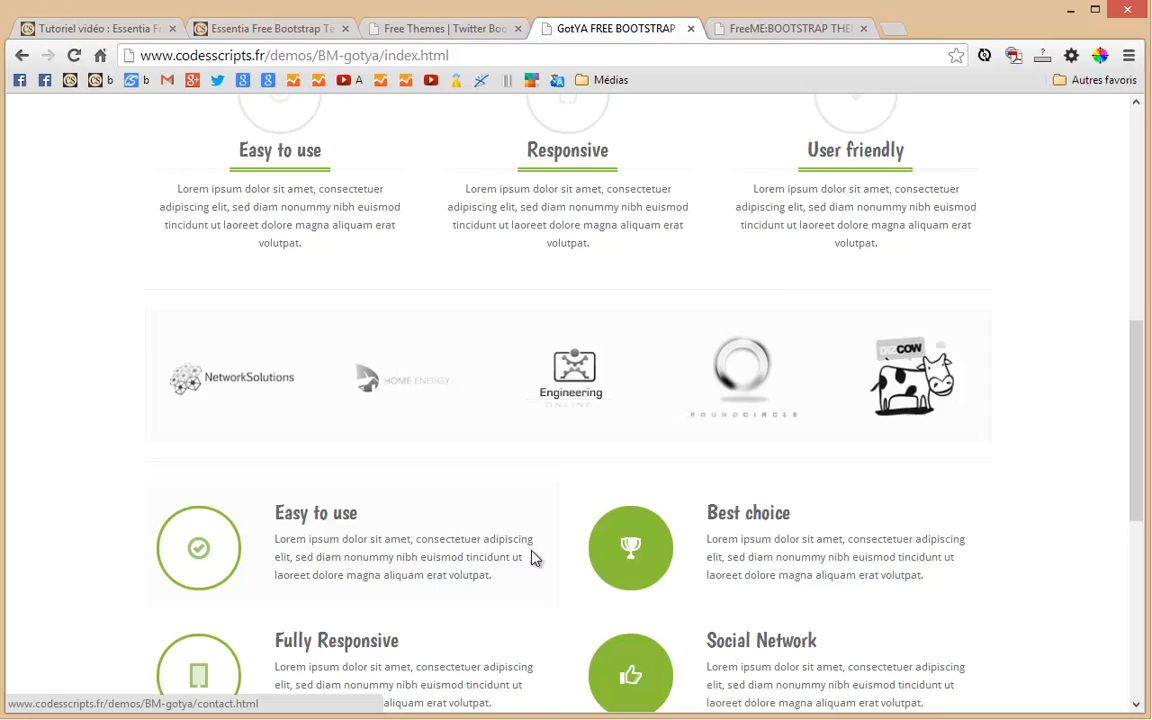 Tutoriel vidéo : Essentia Fr
Essentia Free Bootstrap Te
Free Themes | Twitter Boo
GotYA FREE BOOTSTRAP
FreeME:BOOTSTRAP THE
www.codesscripts.fr/demos/BM-gotya/index.html
b
b
A
Médias
Autres favoris
Easy to use
Responsive
User friendly
Lorem ipsum dolor sit amet, consectetuer
adipiscing elit, sed diam nonummy nibh euismod
tincidunt ut laoreet dolore magna aliquam erat
volutpat.
Lorem ipsum dolor sit amet, consectetuer
adipiscing elit, sed diam nonummy nibh euismod
tincidunt ut laoreet dolore magna aliquam erat
volutpat.
Lorem ipsum dolor sit amet, consectetuer
adipiscing elit, sed diam nonummy nibh euismod
tincidunt ut laoreet dolore magna aliquam erat
volutpat.
NetworkSolutions
HOME ENERGY
Engineering
ONLINE
ROUNDCIRCLE
COW
Easy to use
Lorem ipsum dolor sit amet, consectetuer adipiscing
elit, sed diam nonummy nibh euismod tincidunt ut
laoreet dolore magna aliquam erat volutpat.
Best choice
Lorem ipsum dolor sit amet, consectetuer adipiscing
elit, sed diam nonummy nibh euismod tincidunt ut
laoreet dolore magna aliquam erat volutpat.
Fully Responsive
Lorem ipsum dolor sit amet, consectetuer adipiscing
elit, sed diam nonummy nibh euismod tincidunt ut
dolore magna aliquam erat volutpat.
Social Network
Lorem ipsum dolor sit amet, consectetuer adipiscing
elit, sed diam nonummy nibh euismod tincidunt ut
laoreet dolore magna aliquam erat volutpat.
www.codesscripts.fr/demos/BM-gotya/contact.html